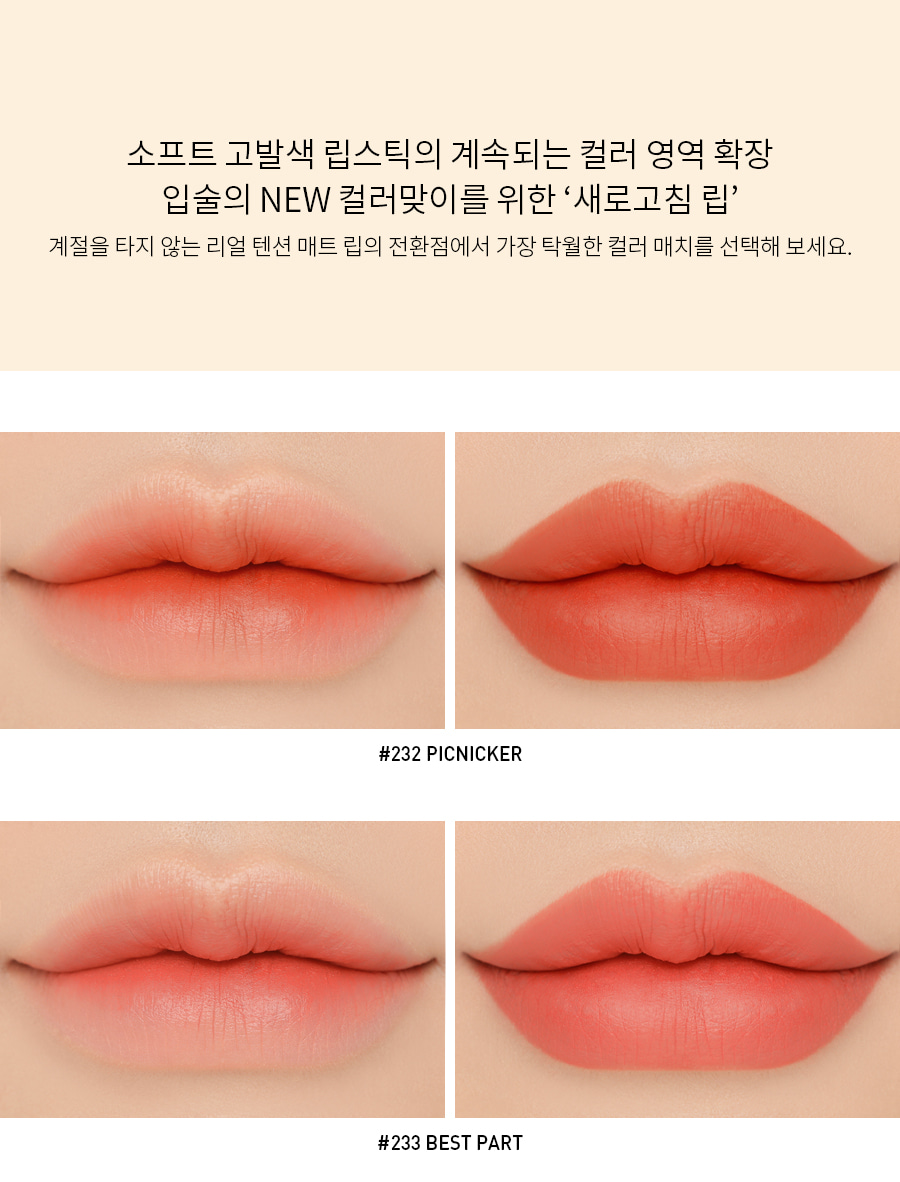 소프트 고발색 립스틱의 계속되는 컬러 영역 확장
입술의 NEW 컬러맞이를 위한 ‘새로고침 립’
계절을 타지 않는 리얼 텐션 매트 립의 전환점에서 가장 탁월한 컬러 매치를 선택해 보세요.
#232 PICNICKER
#233 BEST PART